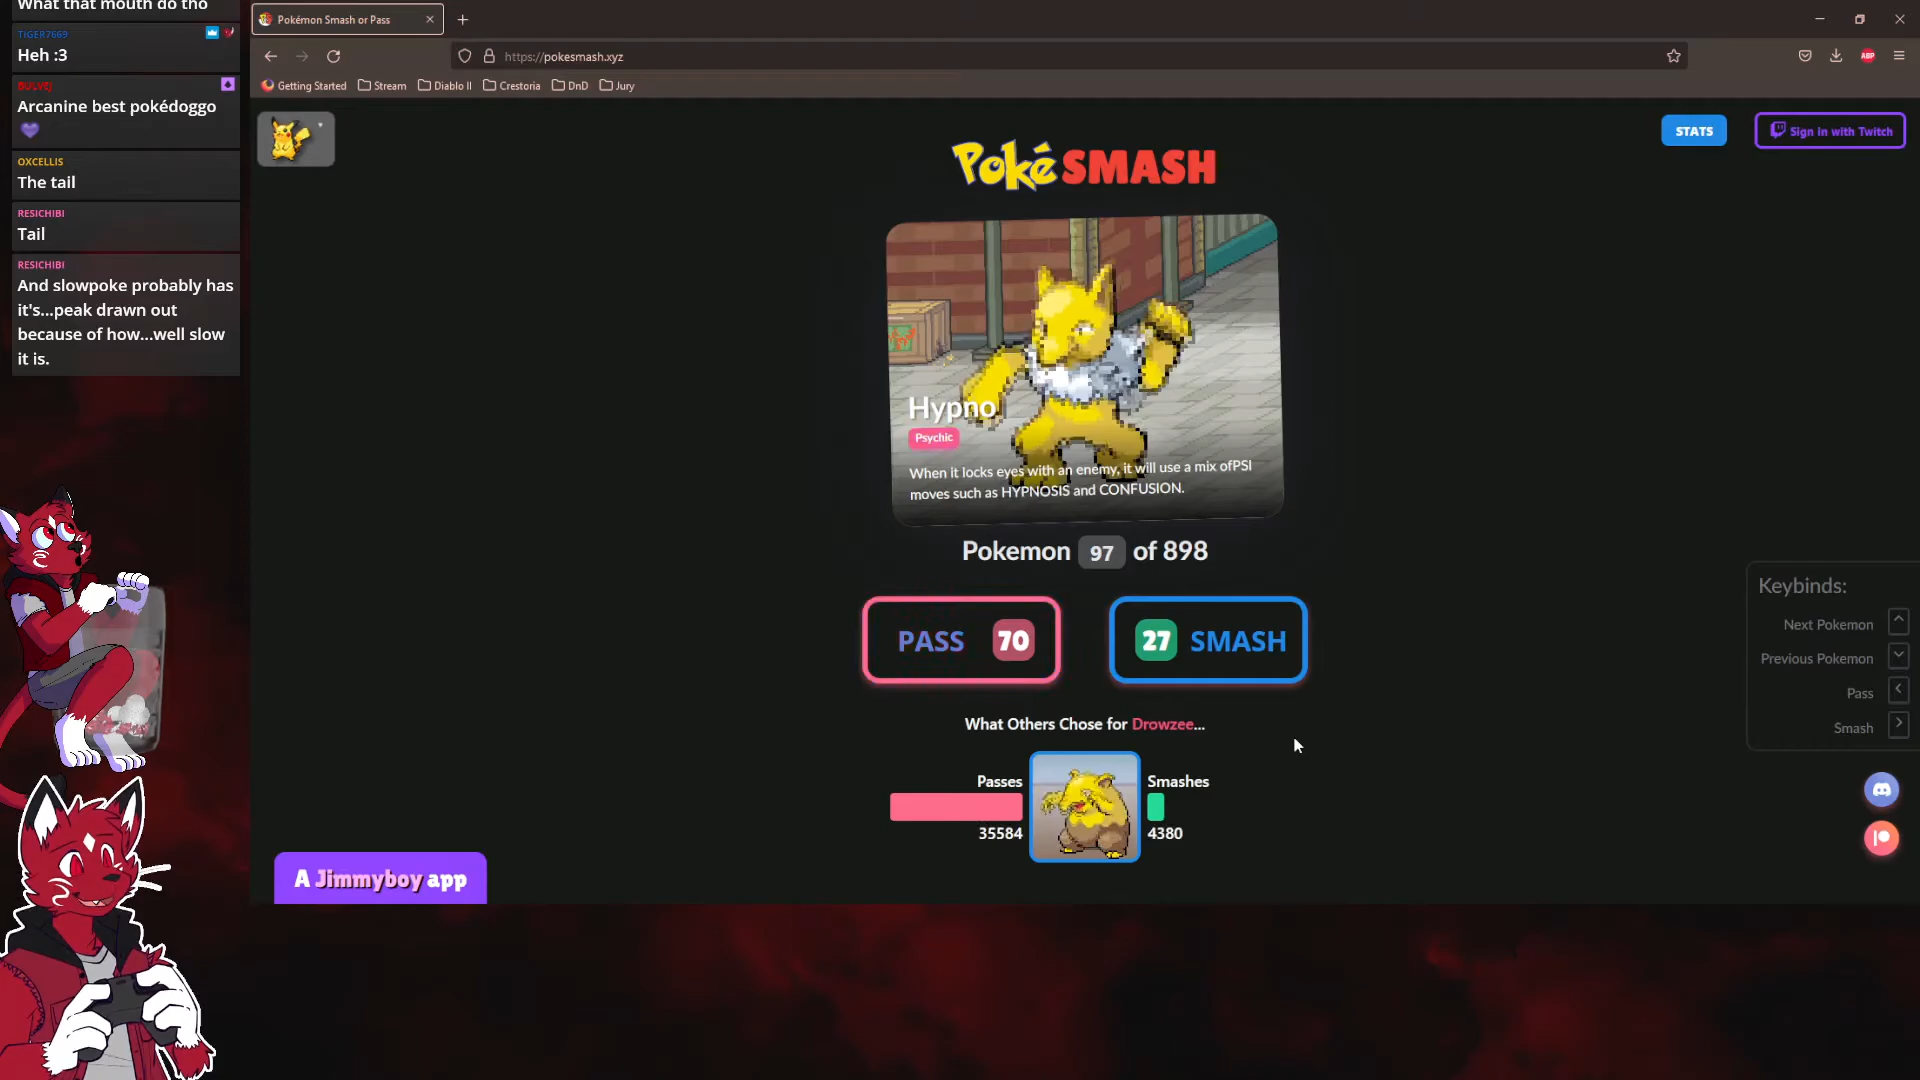 What that mouth do tho
TIGER7669
Heh :3
BULVEJ
Arcanine best pokédoggo
OXCELLIS
The tail
RESICHIBI
Tail
RESICHIBI
And slowpoke probably has
it's...peak drawn out
because of how...well slow
it is.
Pokémon Smash or Pass
https://pokesmash.xyz
ABP
Getting Started
Stream
Diablo II
Crestoria
DnD
Jury
STATS
Sign in with Twitch
Poké SMASH
Hypno
Psychic
When it locks eyes with an enemy, it will use a mix ofPSI
moves such as HYPNOSIS and CONFUSION.
Pokemon 97 of 898
PASS 70
27 SMASH
What Others Chose for Drowzee...
Passes
35584
Smashes
4380
Keybinds:
Next Pokemon
Previous Pokemon
Pass
Smash
A Jimmyboy app